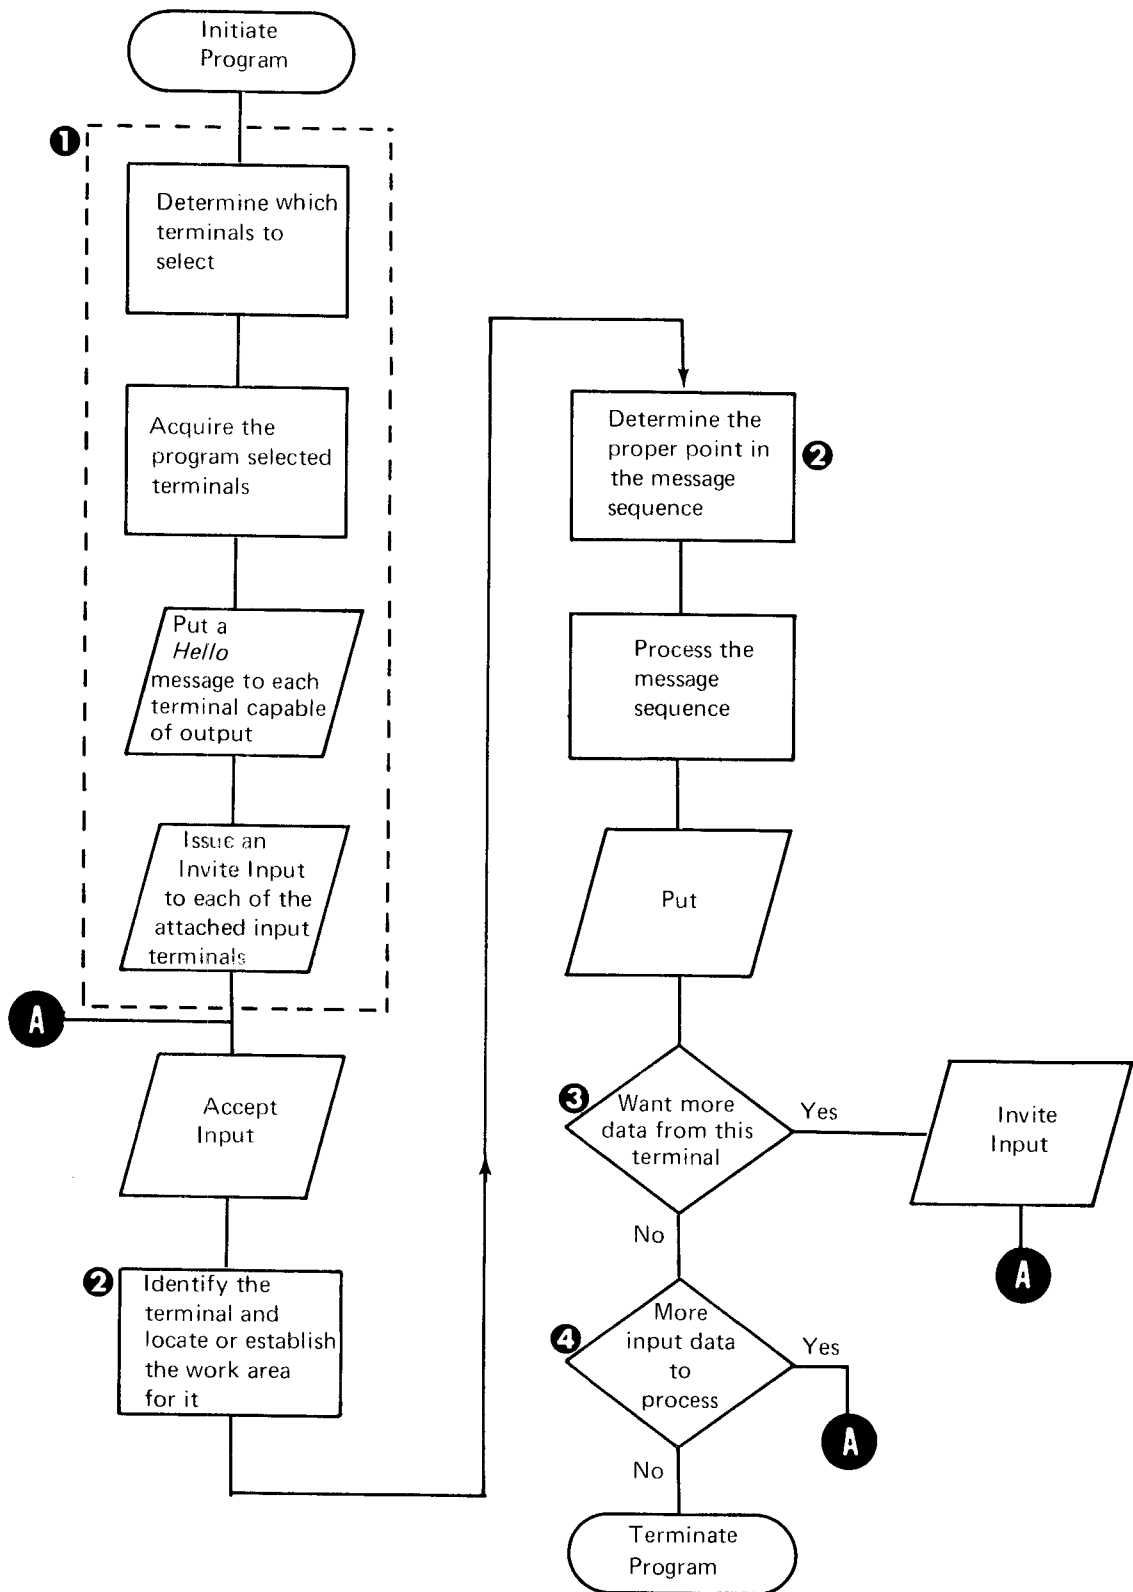 Initiate
Program
1
Determine which
terminals to
select
Acquire the
program selected
terminals
Put a
Hello
message to each
terminal capable
of output
Issue an
Invite Input
to each of the
attached input
terminals
A
Accept
Input
2
Identify the
terminal and
locate or establish
the work area
for it
Determine the
proper point in
the message
sequence
2
Process the
message
sequence
Put
3
Want more
data from this
terminal
Yes
Invite
Input
A
No
4
More
input data
to
process
Yes
A
No
Terminate
Program